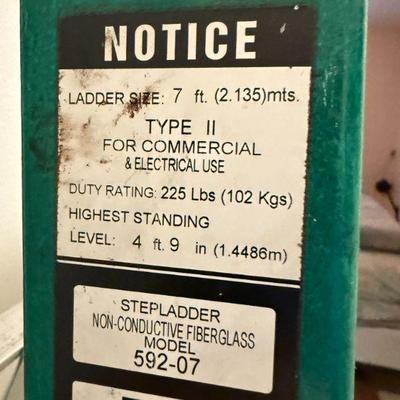 NOTICE
LADDER SIZE: 7 ft. (2.135)mts.
TYPE II
FOR COMMERCIAL
& ELECTRICAL USE
DUTY RATING: 225 Lbs (102 Kgs)
HIGHEST STANDING
LEVEL: 4 ft. 9 in (1.4486m)
STEPLADDER
NON-CONDUCTIVE FIBERGLASS
MODEL
592-07